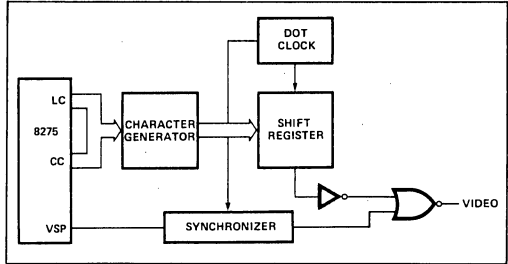 DOT
CLOCK
LC
8275
CC
VSP
CHARACTER
GENERATOR
SHIFT
REGISTER
SYNCHRONIZER
VIDEO